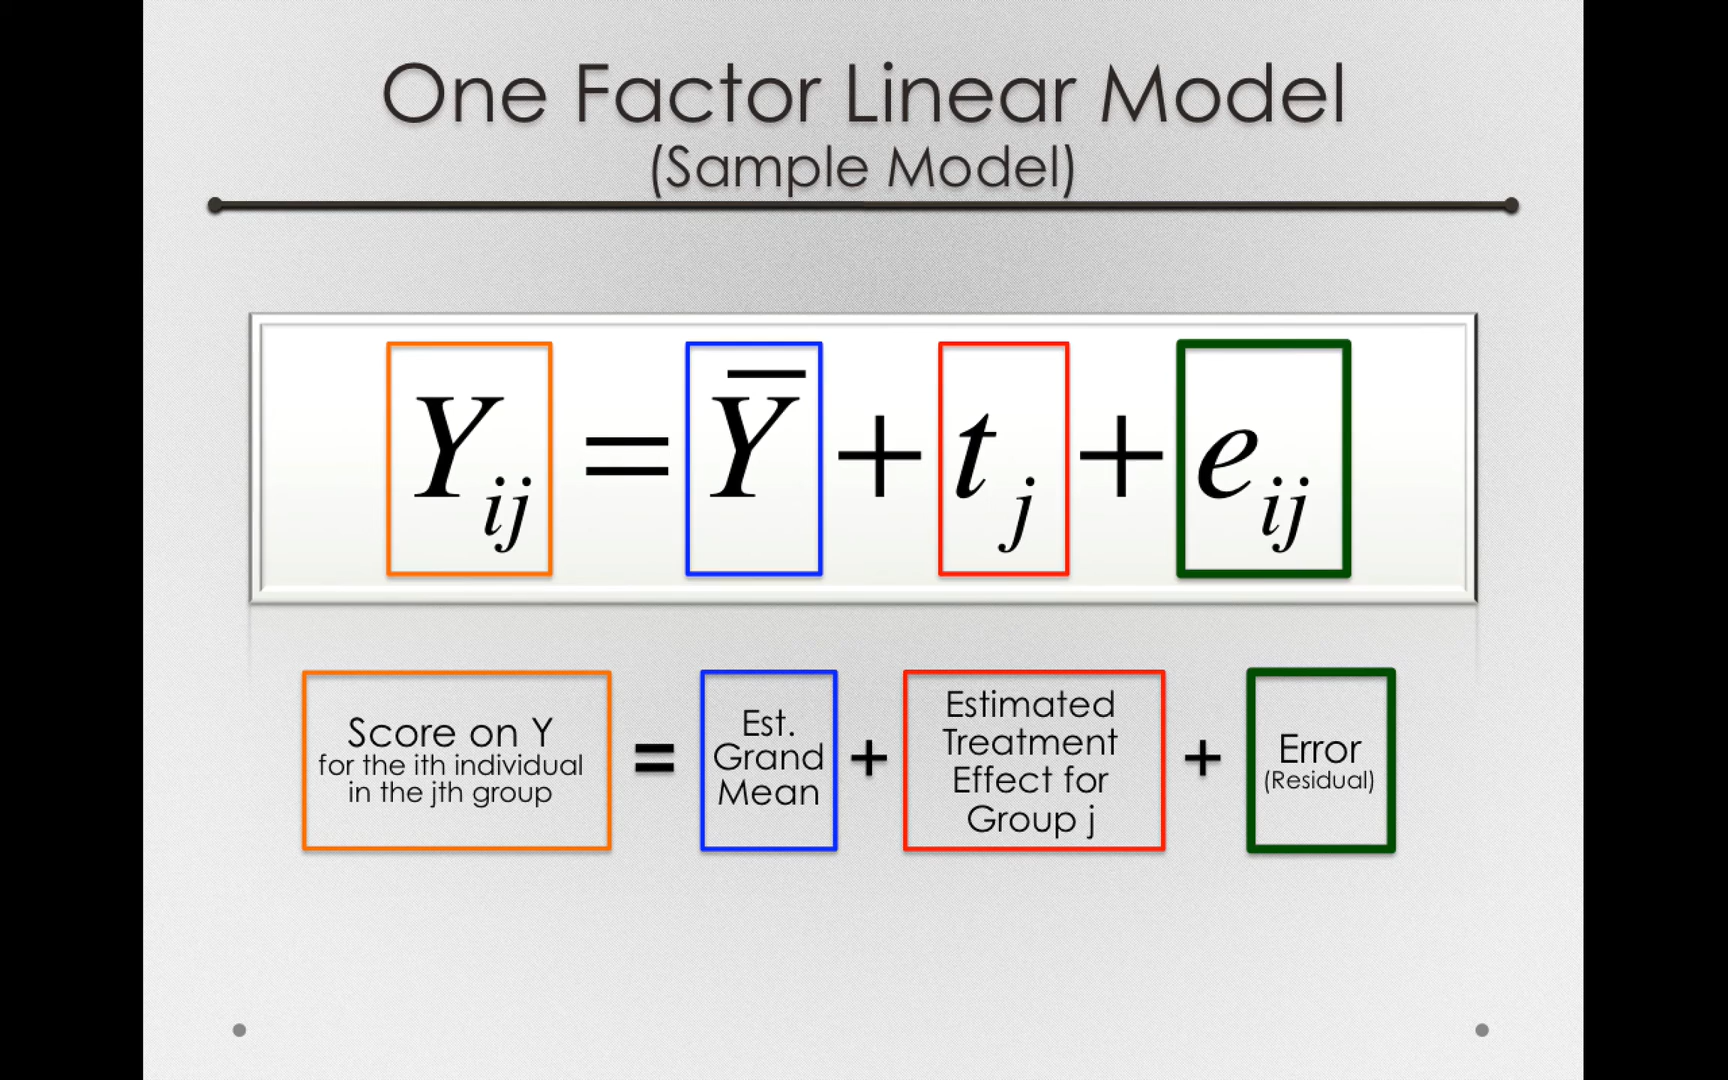 One Factor Linear Model
(Sample Model)
Y_{ij} = \overline{Y} + t_j + e_{ij}
Score on Y
for the ith individual
in the jth group
=
Est.
Grand
Mean
+
Estimated
Treatment
Effect for
Group j
+
Error
(Residual)